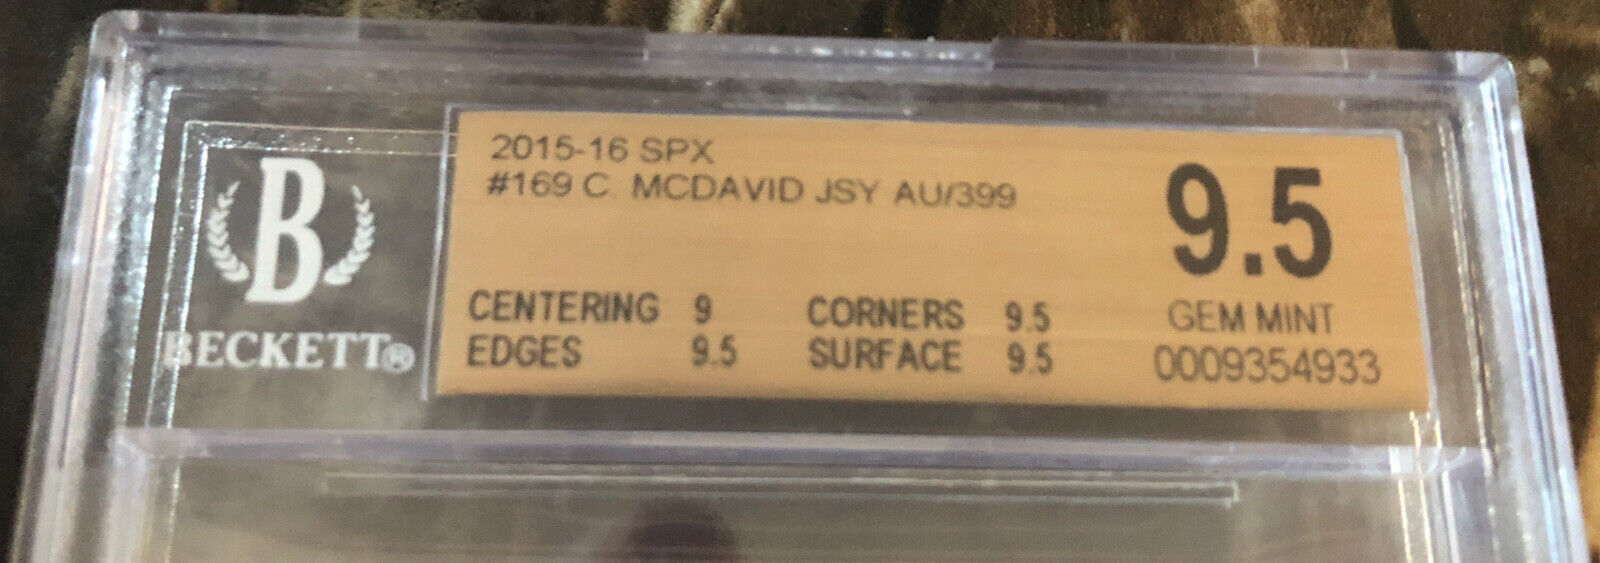 B
BECKETT®
2015-16 SPX
#169 C. MCDAVID JSY AU/399
9.5
GEM MINT
0009354933
CENTERING 9 CORNERS 9.5
EDGES 9.5 SURFACE 9.5